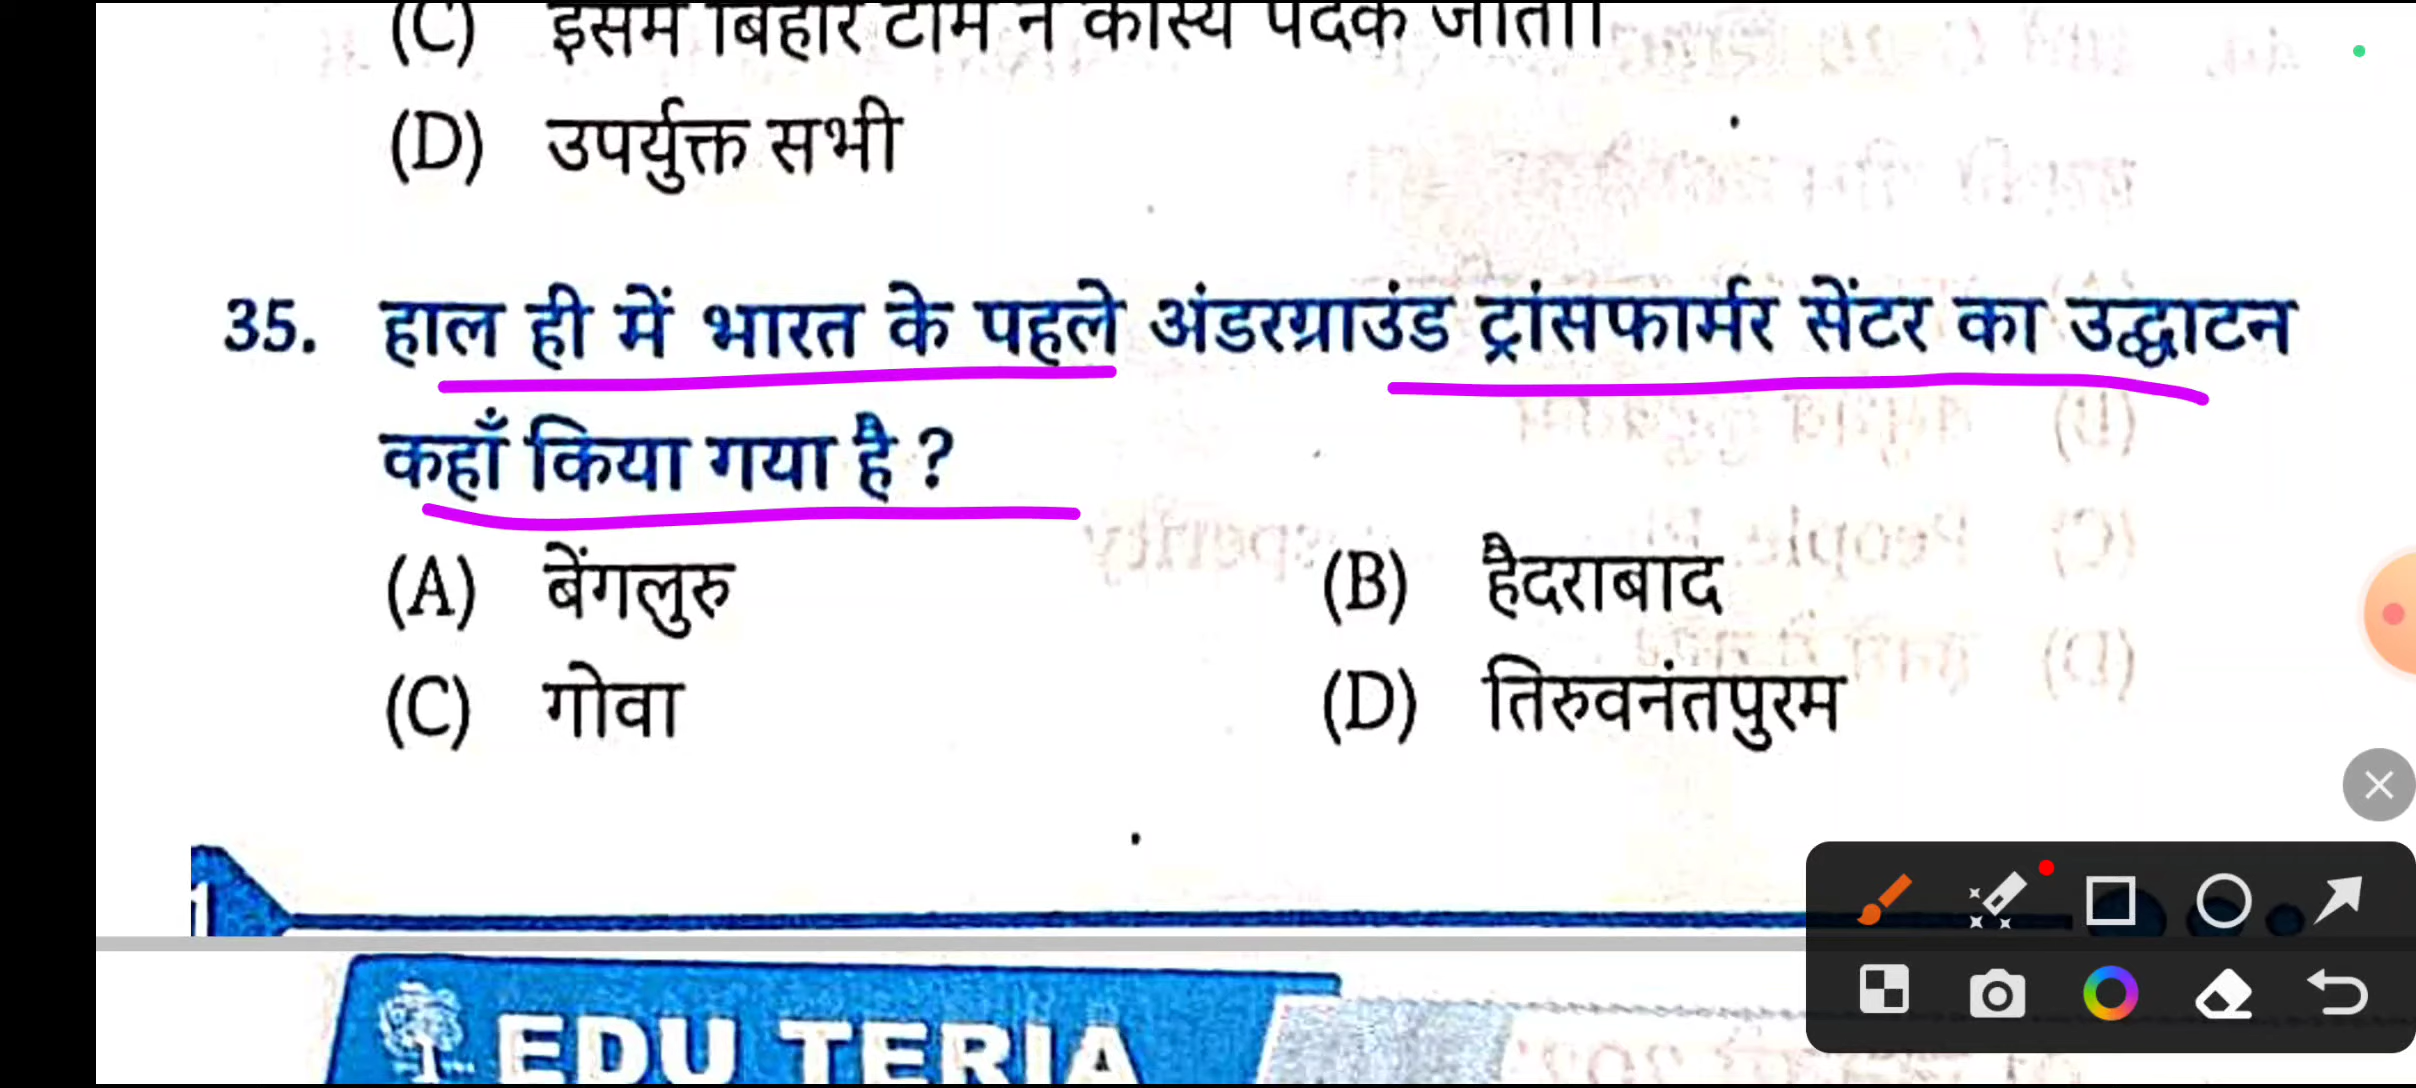 (C) इसमें बिहार टीम ने कांस्य पदक जीता।
(D) उपर्युक्त सभी
35. हाल ही में भारत के पहले अंडरग्राउंड ट्रांसफार्मर सेंटर का उद्घाटन
कहाँ किया गया है ?
(A) बेंगलुरु (B) हैदराबाद
(C) गोवा (D) तिरुवनंतपुरम
1
EDU TERIA